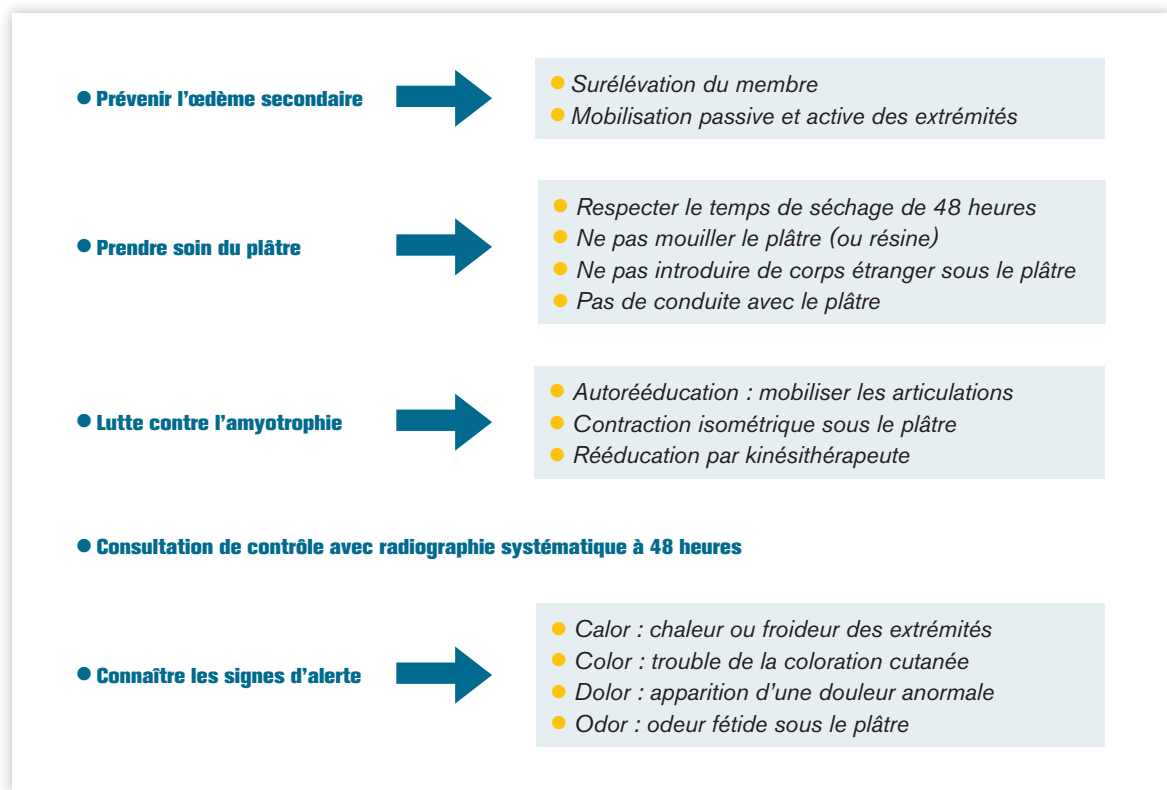 ● Prévenir l'œdème secondaire
● Surélévation du membre
● Mobilisation passive et active des extrémités
● Prendre soin du plâtre
● Respecter le temps de séchage de 48 heures
● Ne pas mouiller le plâtre (ou résine)
● Ne pas introduire de corps étranger sous le plâtre
● Pas de conduite avec le plâtre
● Lutte contre l'amyotrophie
● Autorééducation : mobiliser les articulations
● Contraction isométrique sous le plâtre
● Rééducation par kinésithérapeute
● Consultation de contrôle avec radiographie systématique à 48 heures
● Connaître les signes d'alerte
● Calor : chaleur ou froideur des extrémités
● Color : trouble de la coloration cutanée
● Dolor : apparition d'une douleur anormale
● Odor : odeur fétide sous le plâtre